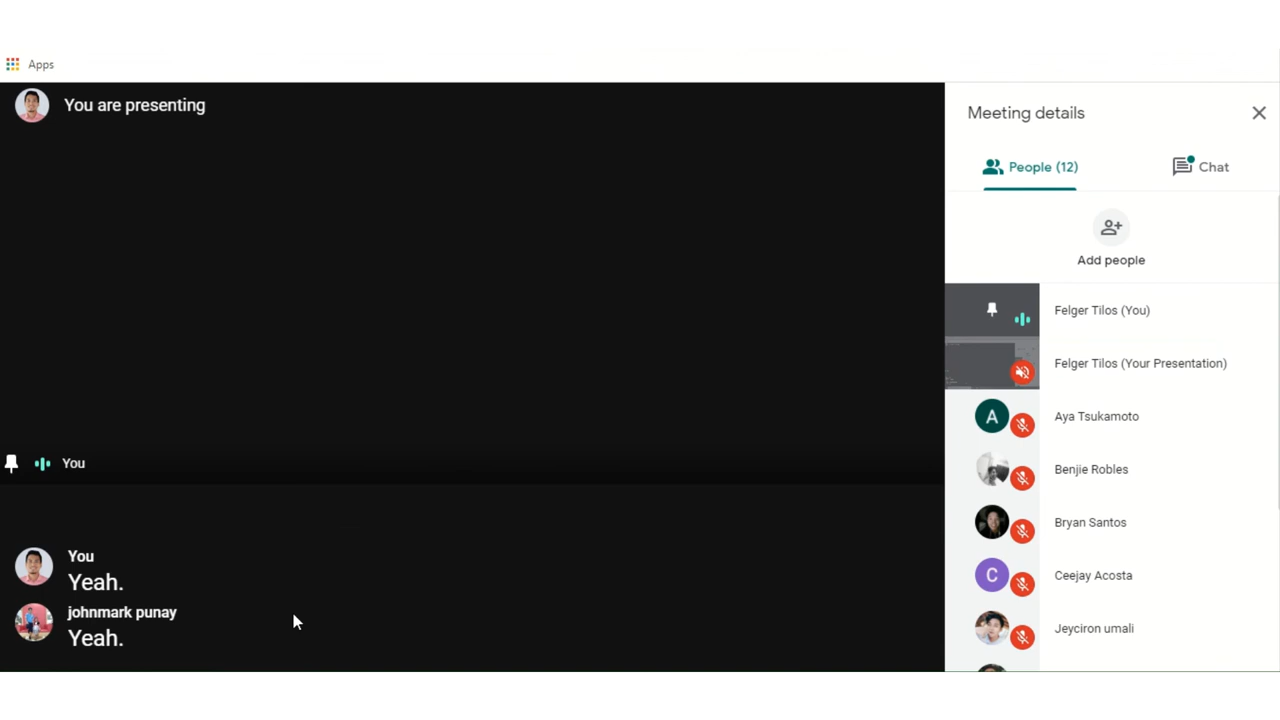 Apps
You are presenting
You
You
Yeah.
johnmark punay
Yeah.
Meeting details
People (12)
Chat
Add people
Felger Tilos (You)
Felger Tilos (Your Presentation)
A
Aya Tsukamoto
Benjie Robles
Bryan Santos
C
Ceejay Acosta
Jeyciron umali